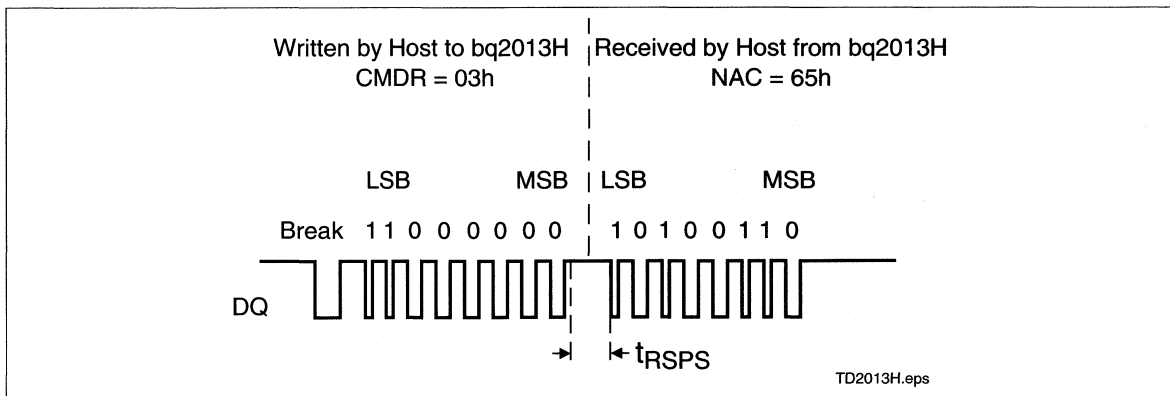 Written by Host to bq2013H
CMDR = 03h
Received by Host from bq2013H
NAC = 65h
LSB MSB LSB MSB
Break 1 1 0 0 0 0 0 0 1 0 1 0 0 1 1 0
DQ
tRSPS
TD2013H.eps